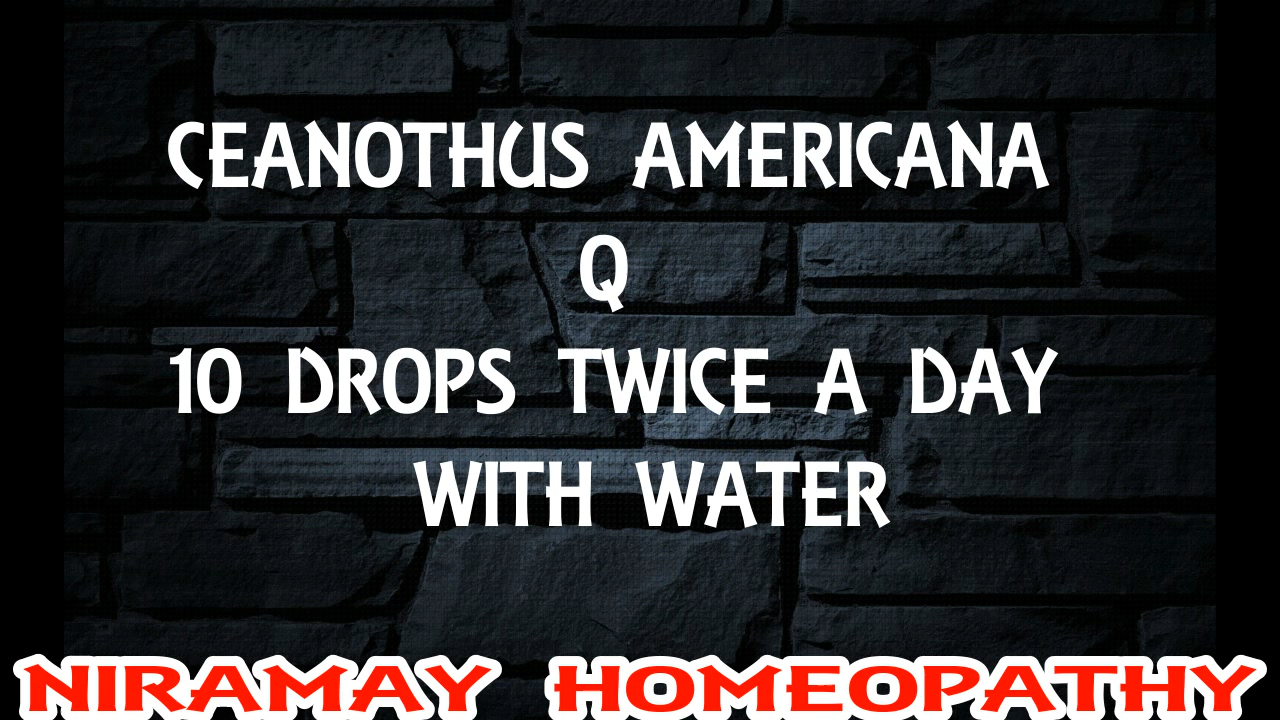 CEANOTHUS AMERICANA
Q
10 DROPS TWICE A DAY
WITH WATER
NIRAMAY HOMEOPATHY